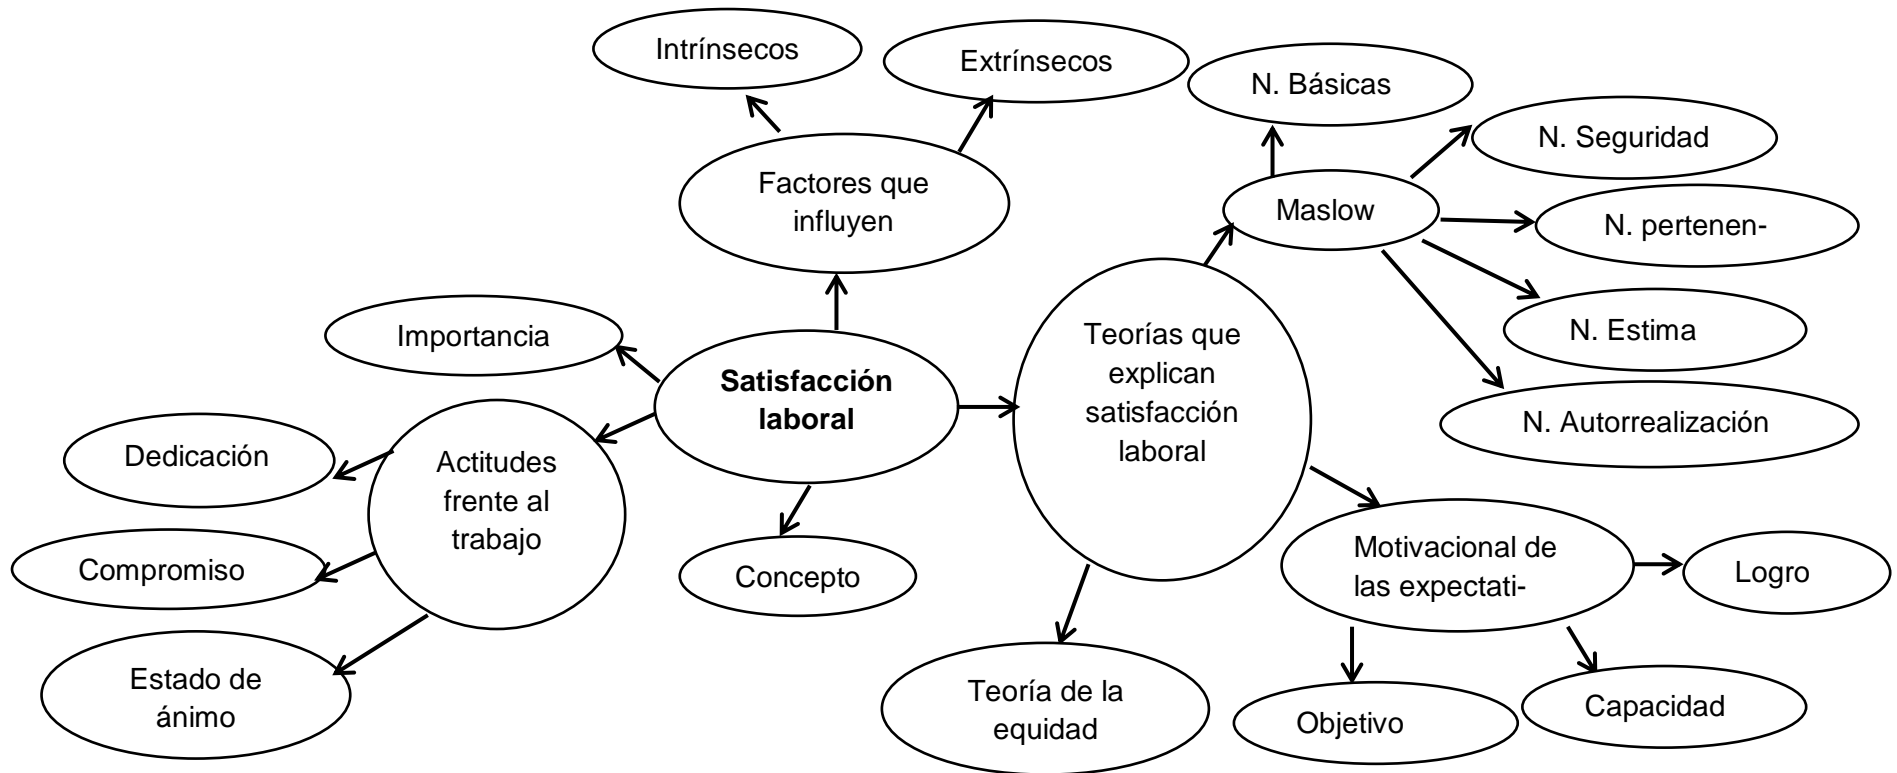 Intrínsecos
Extrínsecos
N. Básicas
N. Seguridad
Factores que
influyen
Maslow
N. pertenen-
Importancia
Teorías que
explican
satisfacción
laboral
N. Estima
Satisfacción
laboral
N. Autorrealización
Dedicación
Actitudes
frente al
trabajo
Compromiso
Concepto
Motivacional de
las expectati-
Logro
Estado de
ánimo
Teoría de la
equidad
Objetivo
Capacidad